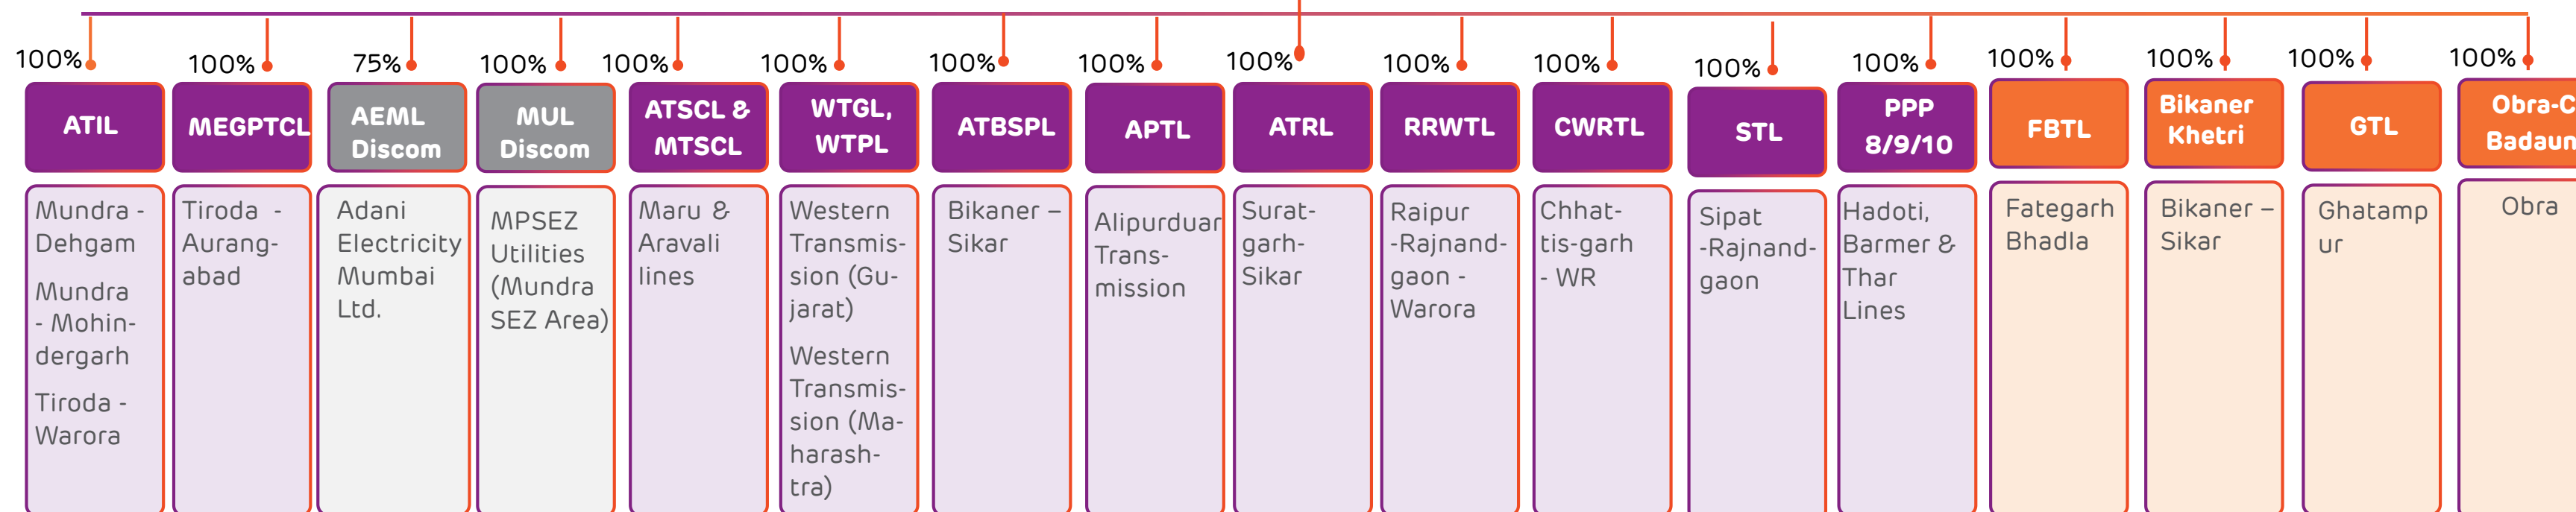 100%
100%
75%
100%
100%
100%
100%
100%
100%
100%
100%
100%
100%
100%
100%
100%
100%
ATIL
MEGPTCL
AEML
Discom
MUL
Discom
ATSCL &
MTSCL
WTGL,
WTPL
ATBSPL
APTL
ATRL
RRWTL
CWRTL
STL
PPP
8/9/10
FBTL
Bikaner
Khetri
GTL
Obra-C
Badaun
Mundra -
Dehgam
Mundra
- Mohin-
dergarh
Tiroda -
Warora
Tiroda -
Aurang-
abad
Adani
Electricity
Mumbai
Ltd.
MPSEZ
Utilities
(Mundra
SEZ Area)
Maru &
Aravali
lines
Western
Transmis-
sion (Gu-
jarat)
Western
Transmis-
sion (Ma-
harash-
tra)
Bikaner –
Sikar
Alipurduar
Trans-
mission
Surat-
garh-
Sikar
Raipur
-Rajnand-
gaon -
Warora
Chhat-
tis-garh
- WR
Sipat
-Rajnand-
gaon
Hadoti,
Barmer &
Thar
Lines
Fategarh
Bhadla
Bikaner –
Sikar
Ghatamp
ur
Obra